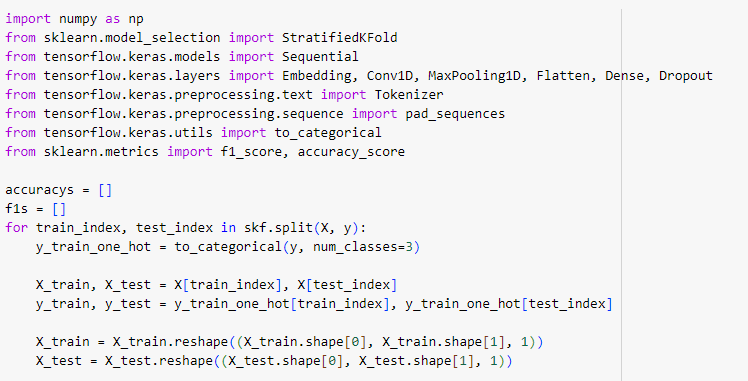 import numpy as np
from sklearn.model_selection import StratifiedKFold
from tensorflow.keras.models import Sequential
from tensorflow.keras.layers import Embedding, Conv1D, MaxPooling1D, Flatten, Dense, Dropout
from tensorflow.keras.preprocessing.text import Tokenizer
from tensorflow.keras.preprocessing.sequence import pad_sequences
from tensorflow.keras.utils import to_categorical
from sklearn.metrics import f1_score, accuracy_score

accuracys = []
f1s = []
for train_index, test_index in skf.split(X, y):
    y_train_one_hot = to_categorical(y, num_classes=3)

    X_train, X_test = X[train_index], X[test_index]
    y_train, y_test = y_train_one_hot[train_index], y_train_one_hot[test_index]

    X_train = X_train.reshape((X_train.shape[0], X_train.shape[1], 1))
    X_test = X_test.reshape((X_test.shape[0], X_test.shape[1], 1))